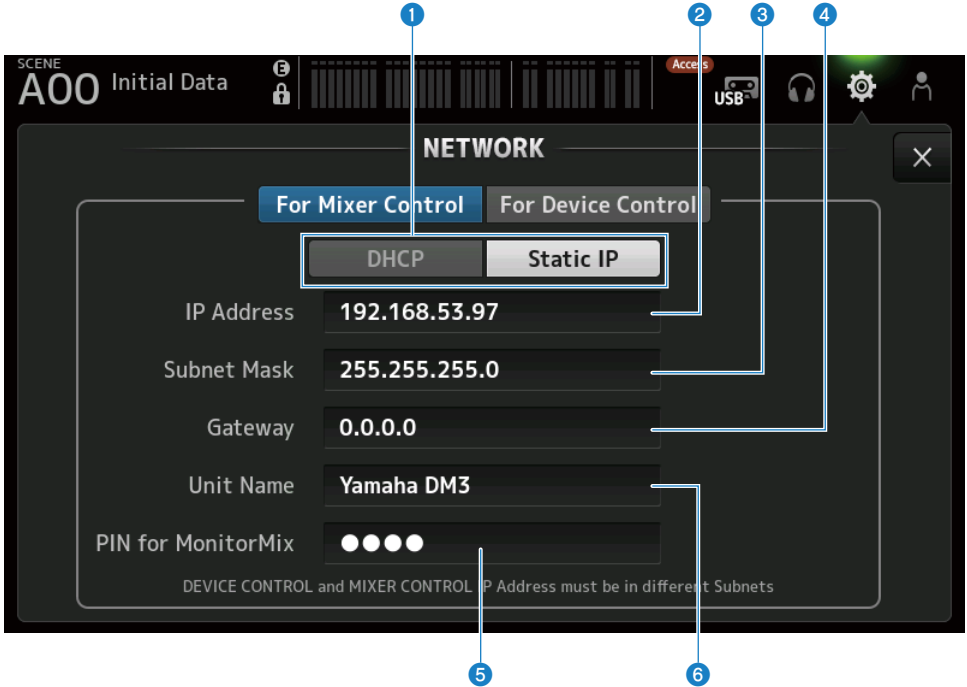 1 2 3 4
SCENE
A00 Initial Data E Access USB
NETWORK
For Mixer Control For Device Control
DHCP Static IP
IP Address 192.168.53.97
Subnet Mask 255.255.255.0
Gateway 0.0.0.0
Unit Name Yamaha DM3
PIN for MonitorMix ●●●●
DEVICE CONTROL and MIXER CONTROL IP Address must be in different Subnets
5 6